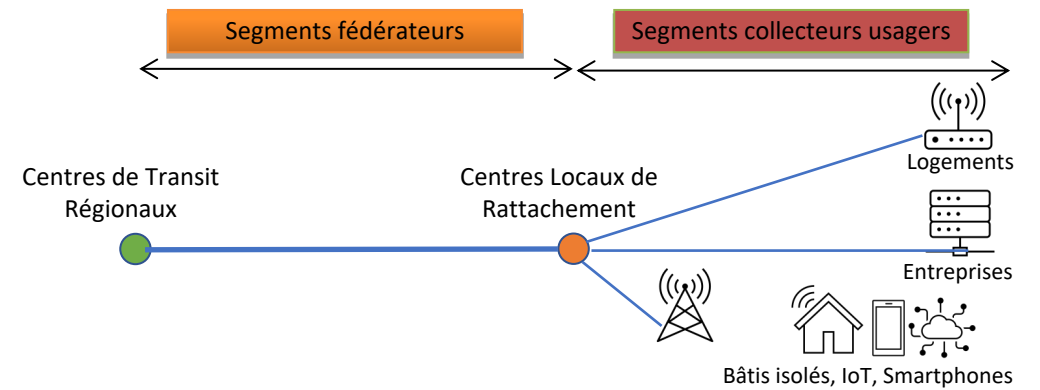 Segments fédérateurs
Segments collecteurs usagers
Centres de Transit
Régionaux
Centres Locaux de
Rattachement
Logements
Entreprises
Bâtis isolés, IoT, Smartphones